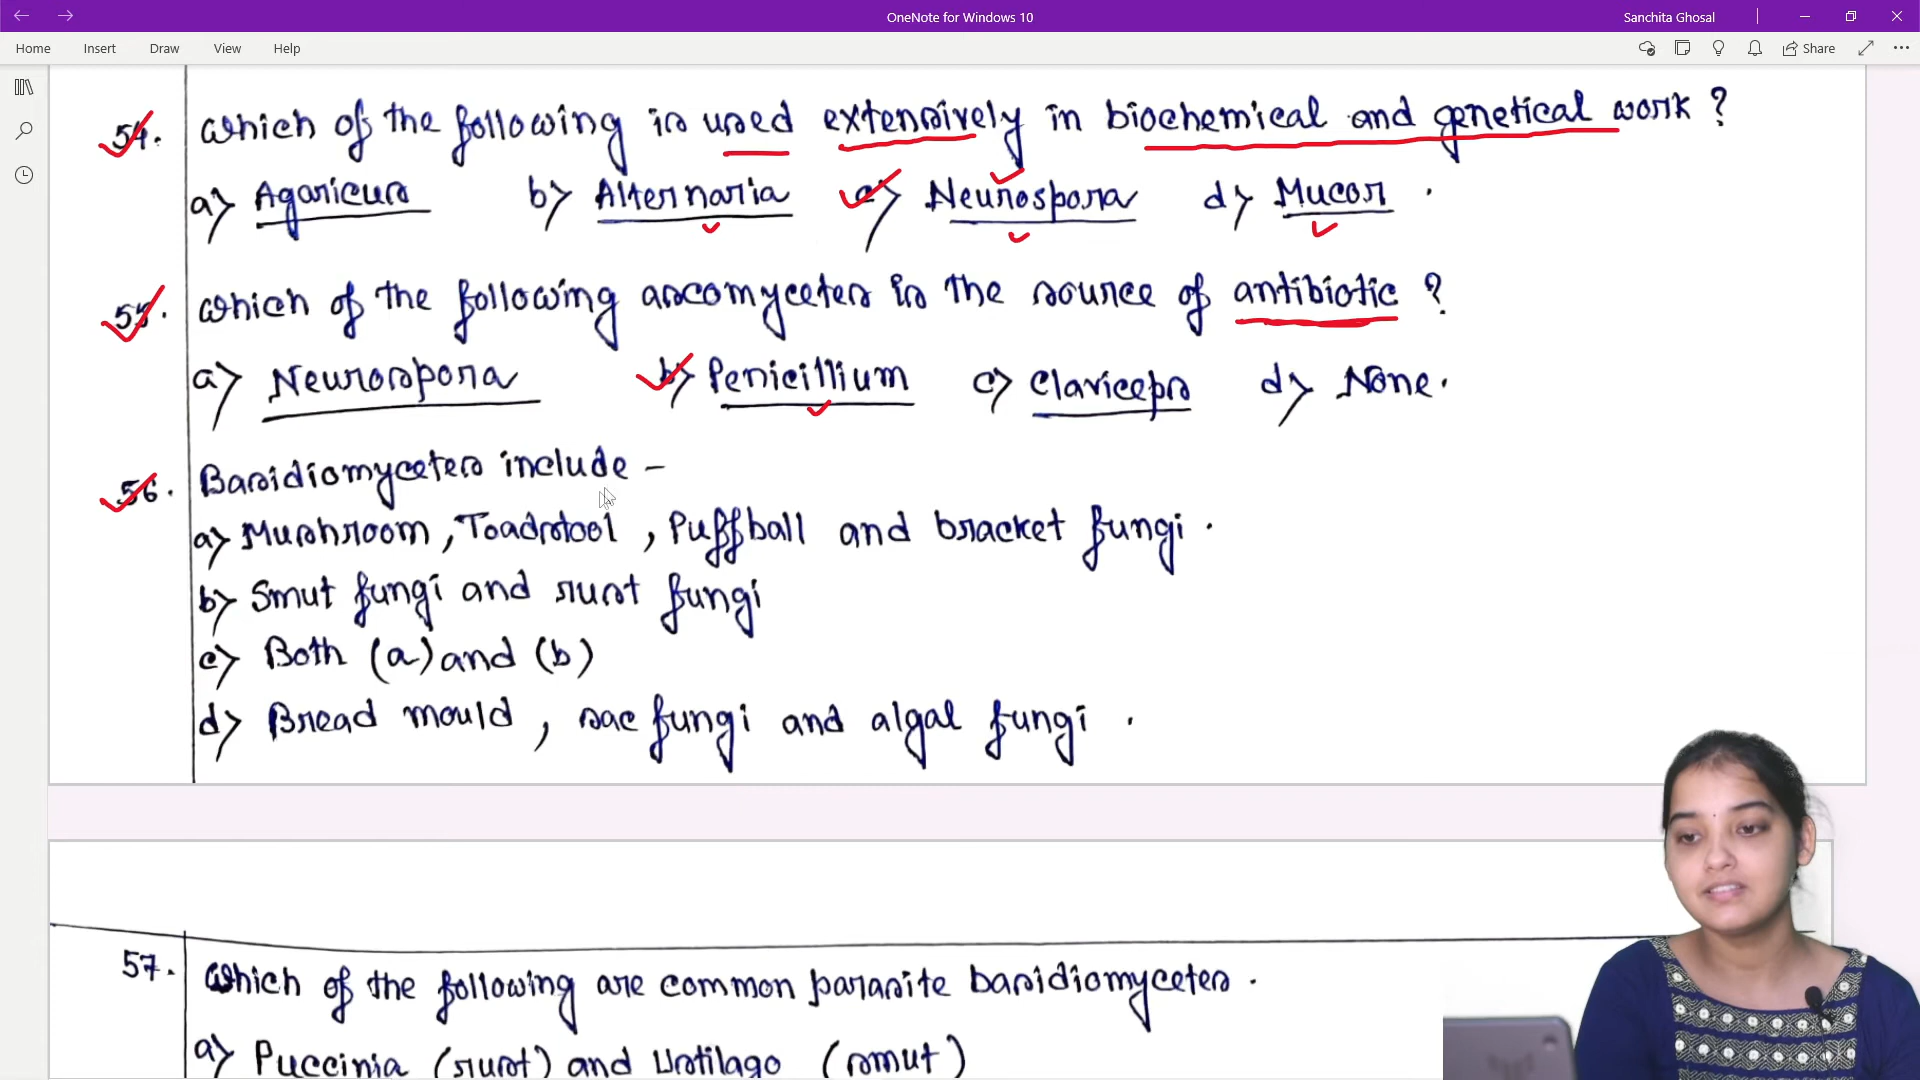 OneNote for Windows 10
Sanchita Ghosal
Home Insert Draw View Help
Share
54. Which of the following is used extensively in biochemical and genetical work ?
a) Agaricus b) Alternaria c) Neurospora d) Mucor .
55. Which of the following ascomycetes is the source of antibiotic ?
a) Neurospora b) Penicillium c) Claviceps d) None.
56. Basidiomycetes include –
a) Mushroom, Toadstool, Puffball and bracket fungi.
b) Smut fungi and rust fungi
c) Both (a) and (b)
d) Bread mould, sac fungi and algal fungi .
57. Which of the following are common parasite basidiomycetes .
a) Puccinia (rust) and Ustilago (smut)